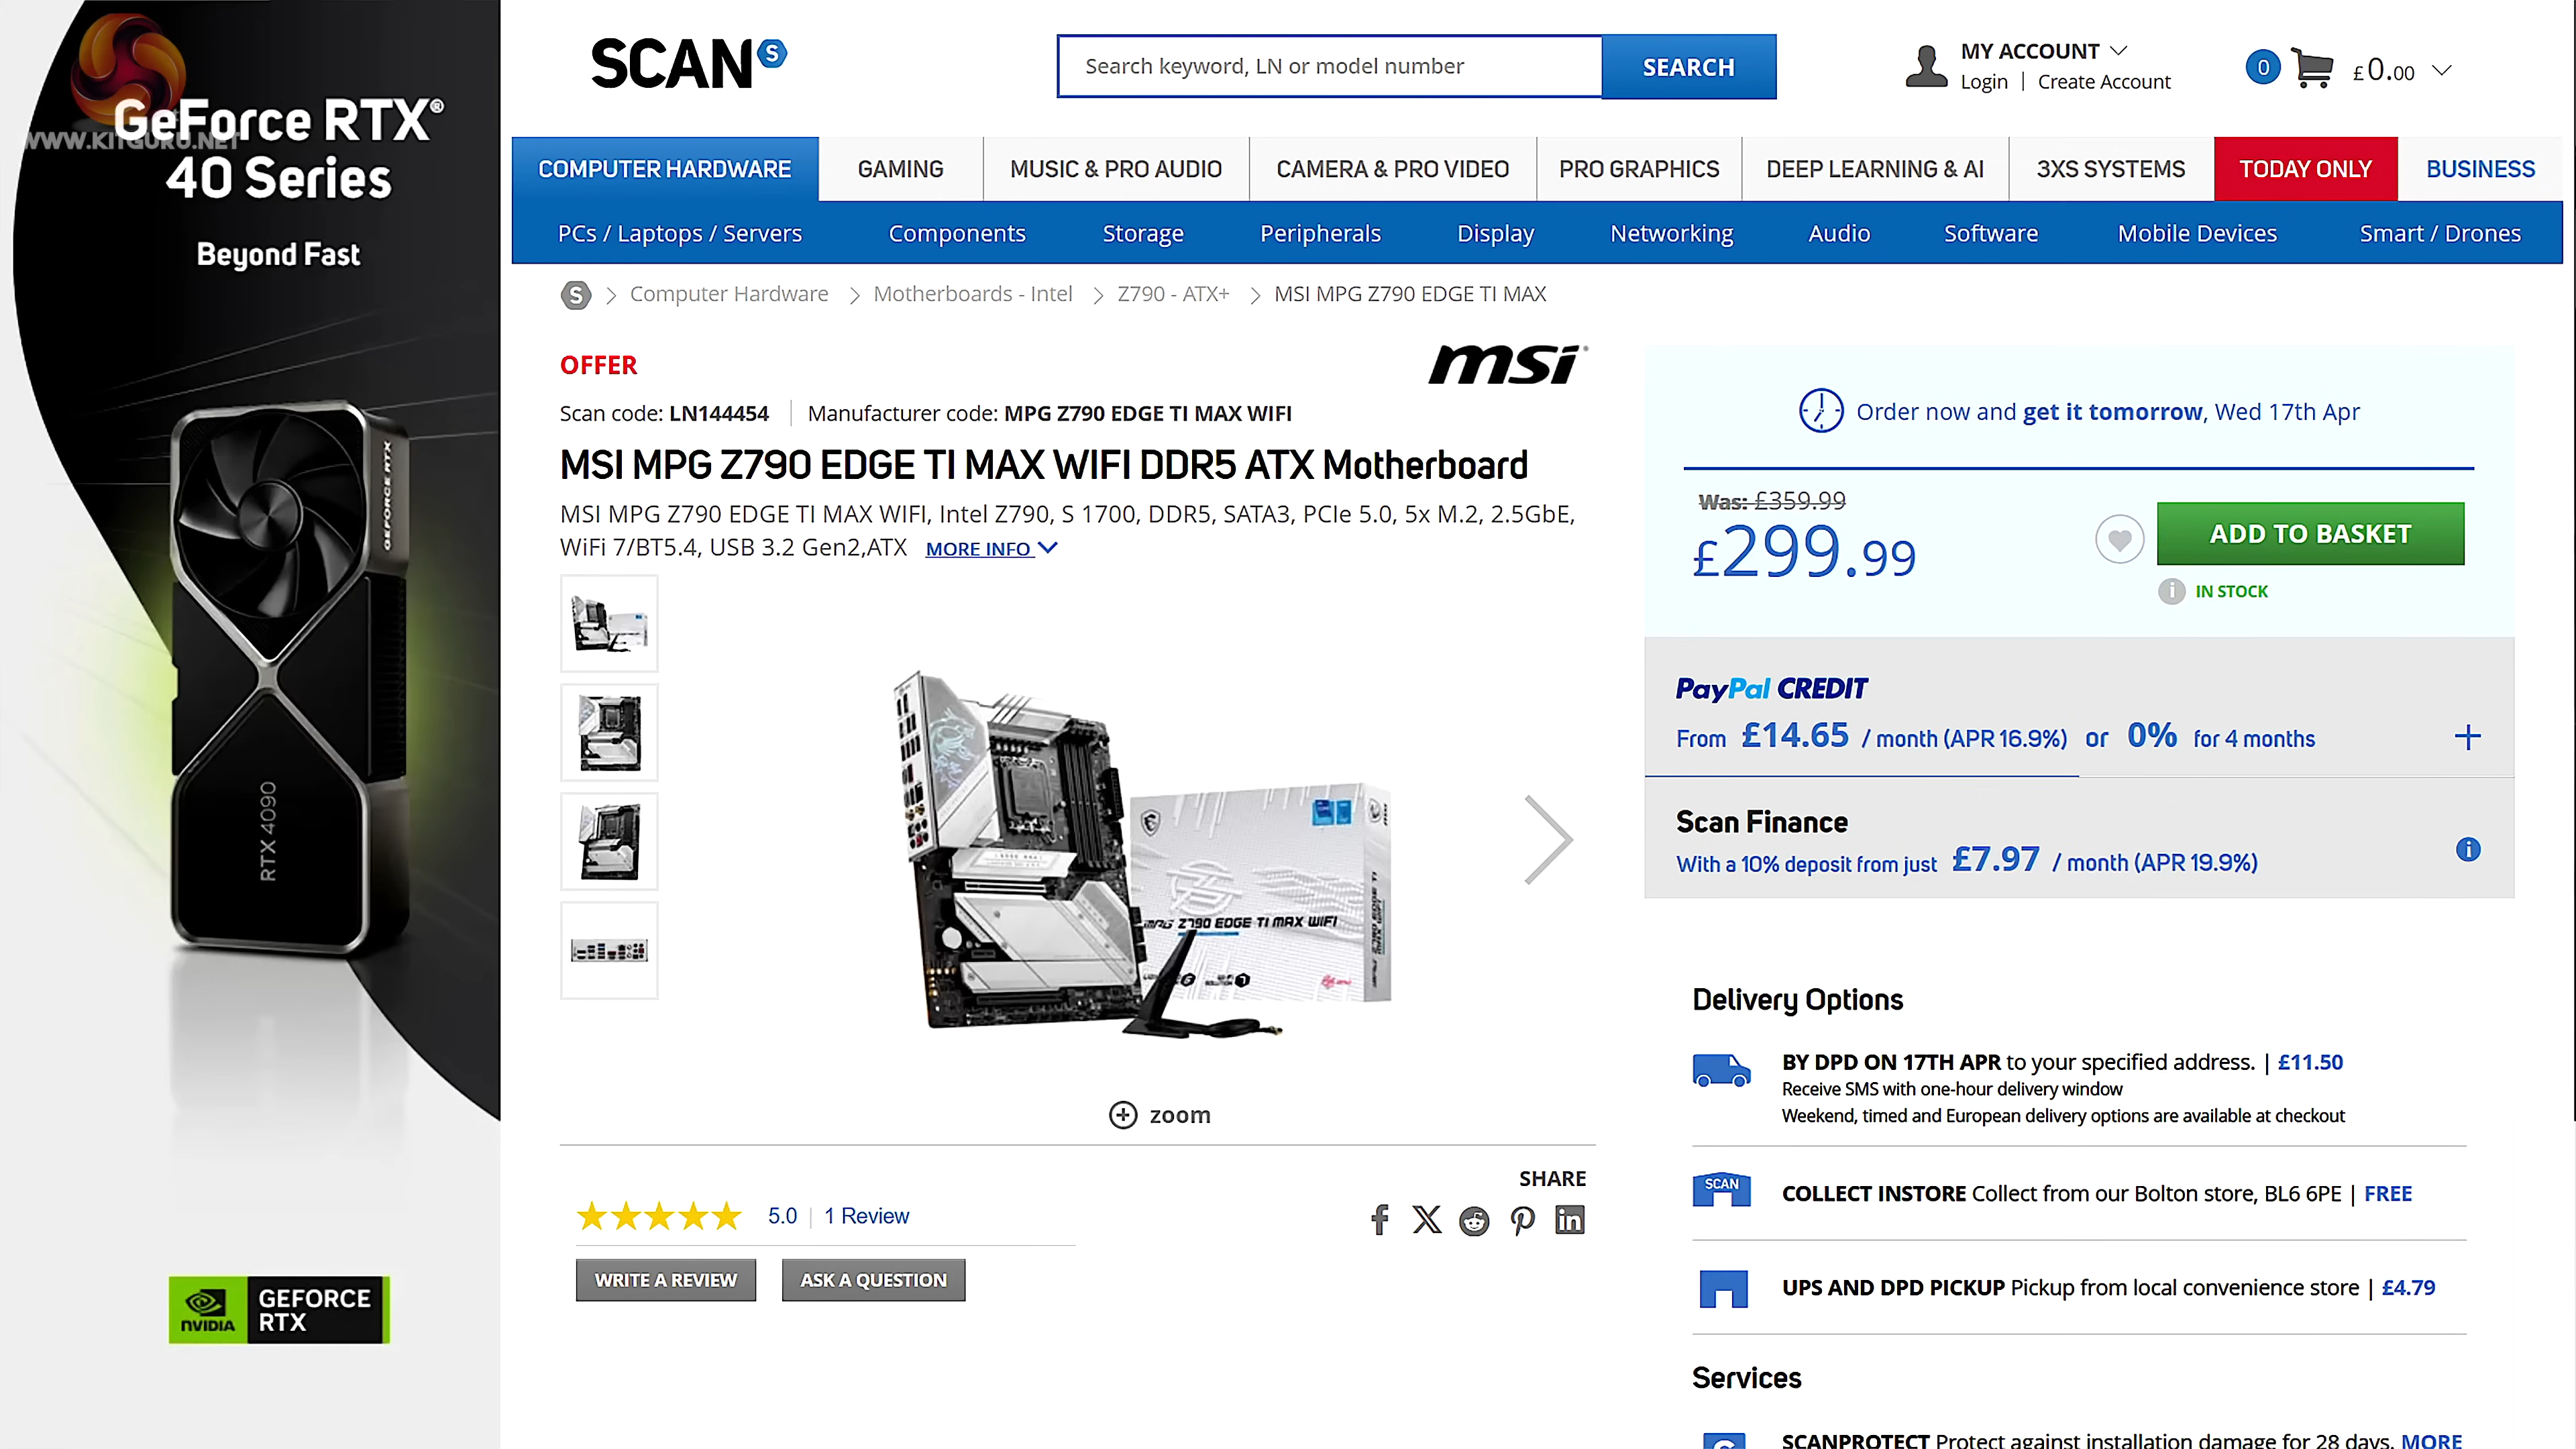 GeForce RTX®
WWW.KITGURU.NET
40 Series
Beyond Fast
GEFORCE RTX
RTX 4090
NVIDIA
GEFORCE
RTX
SCAN S
Search keyword, LN or model number
SEARCH
MY ACCOUNT
Login | Create Account
0
£0.00
COMPUTER HARDWARE
GAMING
MUSIC & PRO AUDIO
CAMERA & PRO VIDEO
PRO GRAPHICS
DEEP LEARNING & AI
3XS SYSTEMS
TODAY ONLY
BUSINESS
PCs / Laptops / Servers
Components
Storage
Peripherals
Display
Networking
Audio
Software
Mobile Devices
Smart / Drones
S > Computer Hardware > Motherboards - Intel > Z790 - ATX+ > MSI MPG Z790 EDGE TI MAX
OFFER
msi
Scan code: LN144454 | Manufacturer code: MPG Z790 EDGE TI MAX WIFI
MSI MPG Z790 EDGE TI MAX WIFI DDR5 ATX Motherboard
MSI MPG Z790 EDGE TI MAX WIFI, Intel Z790, S 1700, DDR5, SATA3, PCIe 5.0, 5x M.2, 2.5GbE,
WiFi 7/BT5.4, USB 3.2 Gen2,ATX MORE INFO
MPG Z790 EDGE TI MAX WIFI
zoom
5.0 | 1 Review
WRITE A REVIEW
ASK A QUESTION
SHARE
Order now and get it tomorrow, Wed 17th Apr
Was: £359.99
£299.99
ADD TO BASKET
IN STOCK
PayPal CREDIT
From £14.65 / month (APR 16.9%) or 0% for 4 months
Scan Finance
With a 10% deposit from just £7.97 / month (APR 19.9%)
Delivery Options
BY DPD ON 17TH APR to your specified address. | £11.50
Receive SMS with one-hour delivery window
Weekend, timed and European delivery options are available at checkout
SCAN
COLLECT INSTORE Collect from our Bolton store, BL6 6PE | FREE
UPS AND DPD PICKUP Pickup from local convenience store | £4.79
Services
SCANPROTECT Protect against installation damage for 28 days. MORE